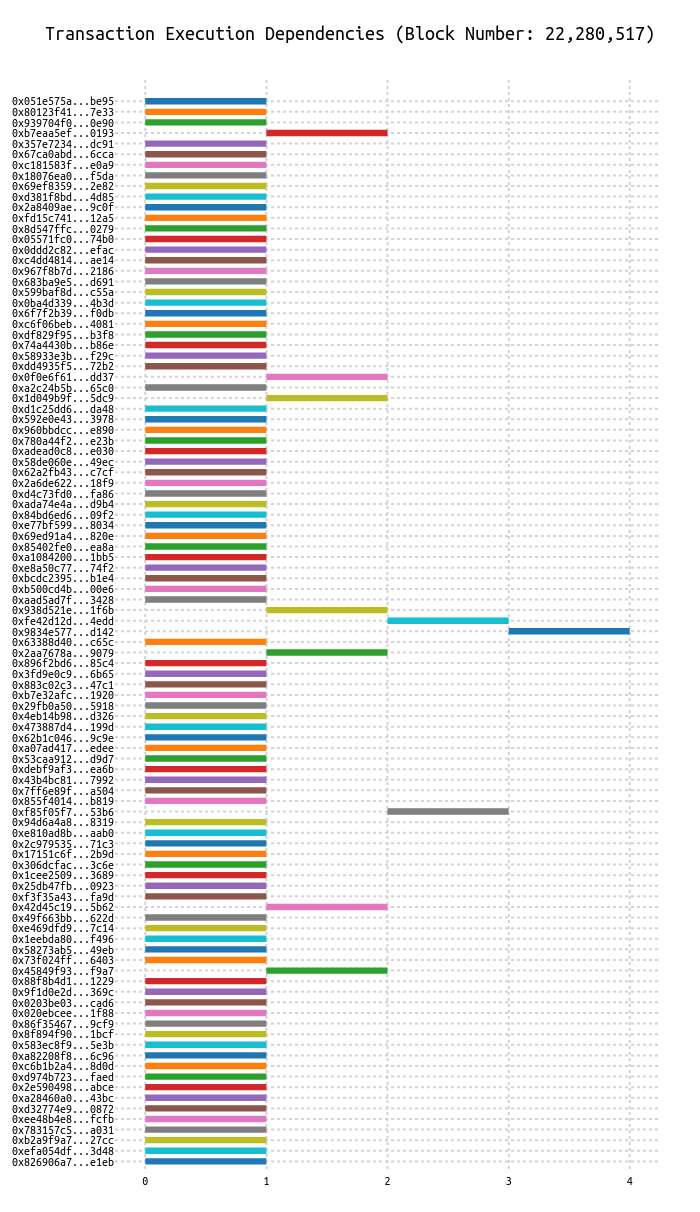 Transaction Execution Dependencies (Block Number: 22,280,517)
0x051e575a...be95
0x80123f41...7e33
0x939704f0...0e90
0xb7eaa5ef...0193
0x357e7234...dc91
0x67ca0abd...6cca
0xc181583f...e0a9
0x18076ea0...f5da
0x69ef8359...2e82
0xd381f8bd...4d85
0x2a8409ae...9c0f
0xfd15c741...12a5
0x8d547ffc...0279
0x05571fc0...74b0
0x0ddd2c82...efac
0xc4dd4814...ae14
0x967f8b7d...2186
0x683ba9e5...d691
0x599baf8d...c55a
0x0ba4d339...4b3d
0x6f7f2b39...f0db
0xc6f06beb...4081
0xdf829f95...b3f8
0x74a4430b...b86e
0x58933e3b...f29c
0xdd4935f5...72b2
0x0f0e6f61...dd37
0xa2c24b5b...65c0
0x1d049b9f...5dc9
0xd1c25dd6...da48
0x592e0e43...3978
0x960bbdcc...e890
0x780a44f2...e23b
0xadead0c8...e030
0x58de060e...49ec
0x62a2fb43...c7cf
0x2a6de622...18f9
0xd4c73fd0...fa86
0xada74e4a...d9b4
0x84bd6ed6...09f2
0xe77bf599...8034
0x69ed91a4...820e
0x85402fe0...ea8a
0xa1084200...1bb5
0xe8a50c77...74f2
0xbcdc2395...b1e4
0xb500cd4b...00e6
0xaad5ad7f...3428
0x938d521e...1f6b
0xfe42d12d...4edd
0x9834e577...d142
0x63388d40...c65c
0x2aa7678a...9079
0x896f2bd6...85c4
0x3fd9e0c9...6b65
0x883c02c3...47c1
0xb7e32afc...1920
0x29fb0a50...5918
0x4eb14b98...d326
0x473887d4...199d
0x62b1c046...9c9e
0xa07ad417...edee
0x53caa912...d9d7
0xdebf9af3...ea6b
0x43b4bc81...7992
0x7ff6e89f...a504
0x855f4014...b819
0xf85f05f7...53b6
0x94d6a4a8...8319
0xe810ad8b...aab0
0x2c979535...71c3
0x17151c6f...2b9d
0x306dcfac...3c6e
0x1cee2509...3689
0x25db47fb...0923
0xf3f35a43...fa9d
0x42d45c19...5b62
0x49f663bb...622d
0xe469dfd9...7c14
0x1eebda80...f496
0x58273ab5...49eb
0x73f024ff...6403
0x45849f93...f9a7
0x88f8b4d1...1229
0x9f1d0e2d...369c
0x0203be03...cad6
0x020ebcee...1f88
0x86f35467...9cf9
0x8f894f90...1bcf
0x583ec8f9...5e3b
0xa82208f8...6c96
0xc6b1b2a4...8d0d
0xd974b723...faed
0x2e590498...abce
0xa28460a0...43bc
0xd32774e9...0872
0xee48b4e8...fcfb
0x783157c5...a031
0xb2a9f9a7...27cc
0xefa054df...3d48
0x826906a7...e1eb
0 1 2 3 4